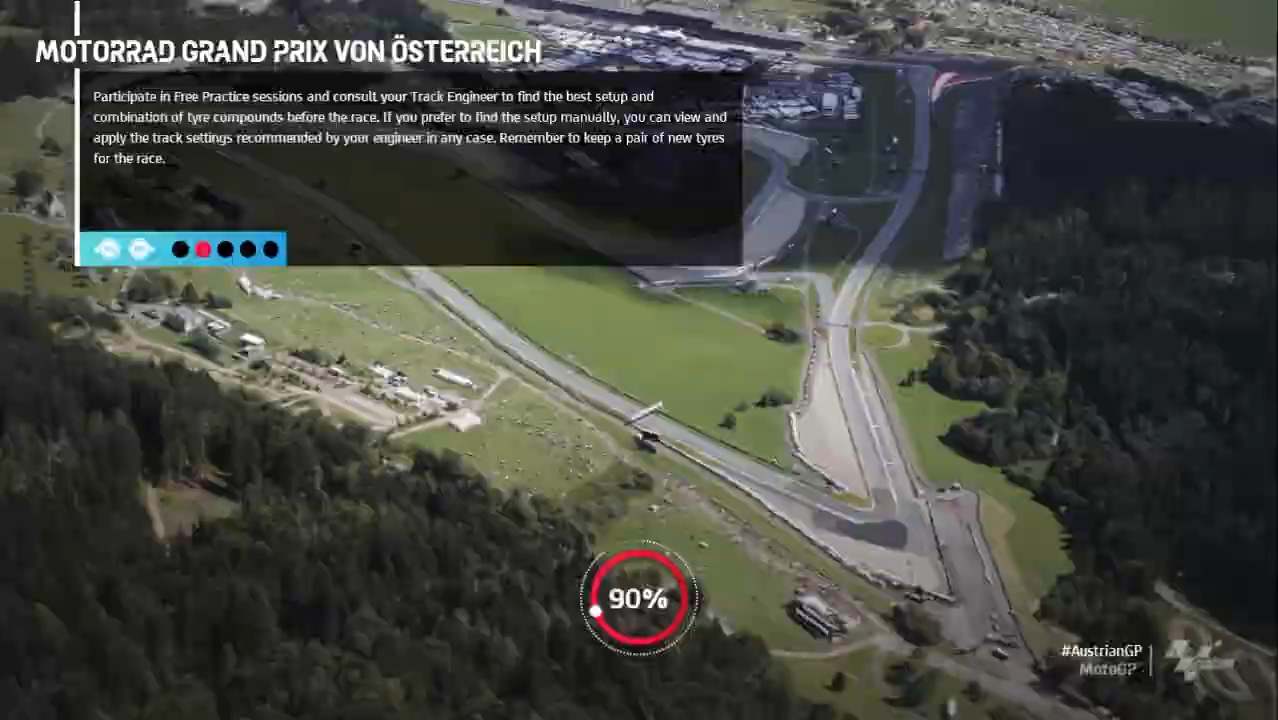 MOTORRAD GRAND PRIX VON ÖSTERREICH
Participate in Free Practice sessions and consult your Track Engineer to find the best setup and
combination of tyre compounds before the race. If you prefer to find the setup manually, you can view and
apply the track settings recommended by your engineer in any case. Remember to keep a pair of new tyres
for the race.
90%
#AustrianGP
MotoGP